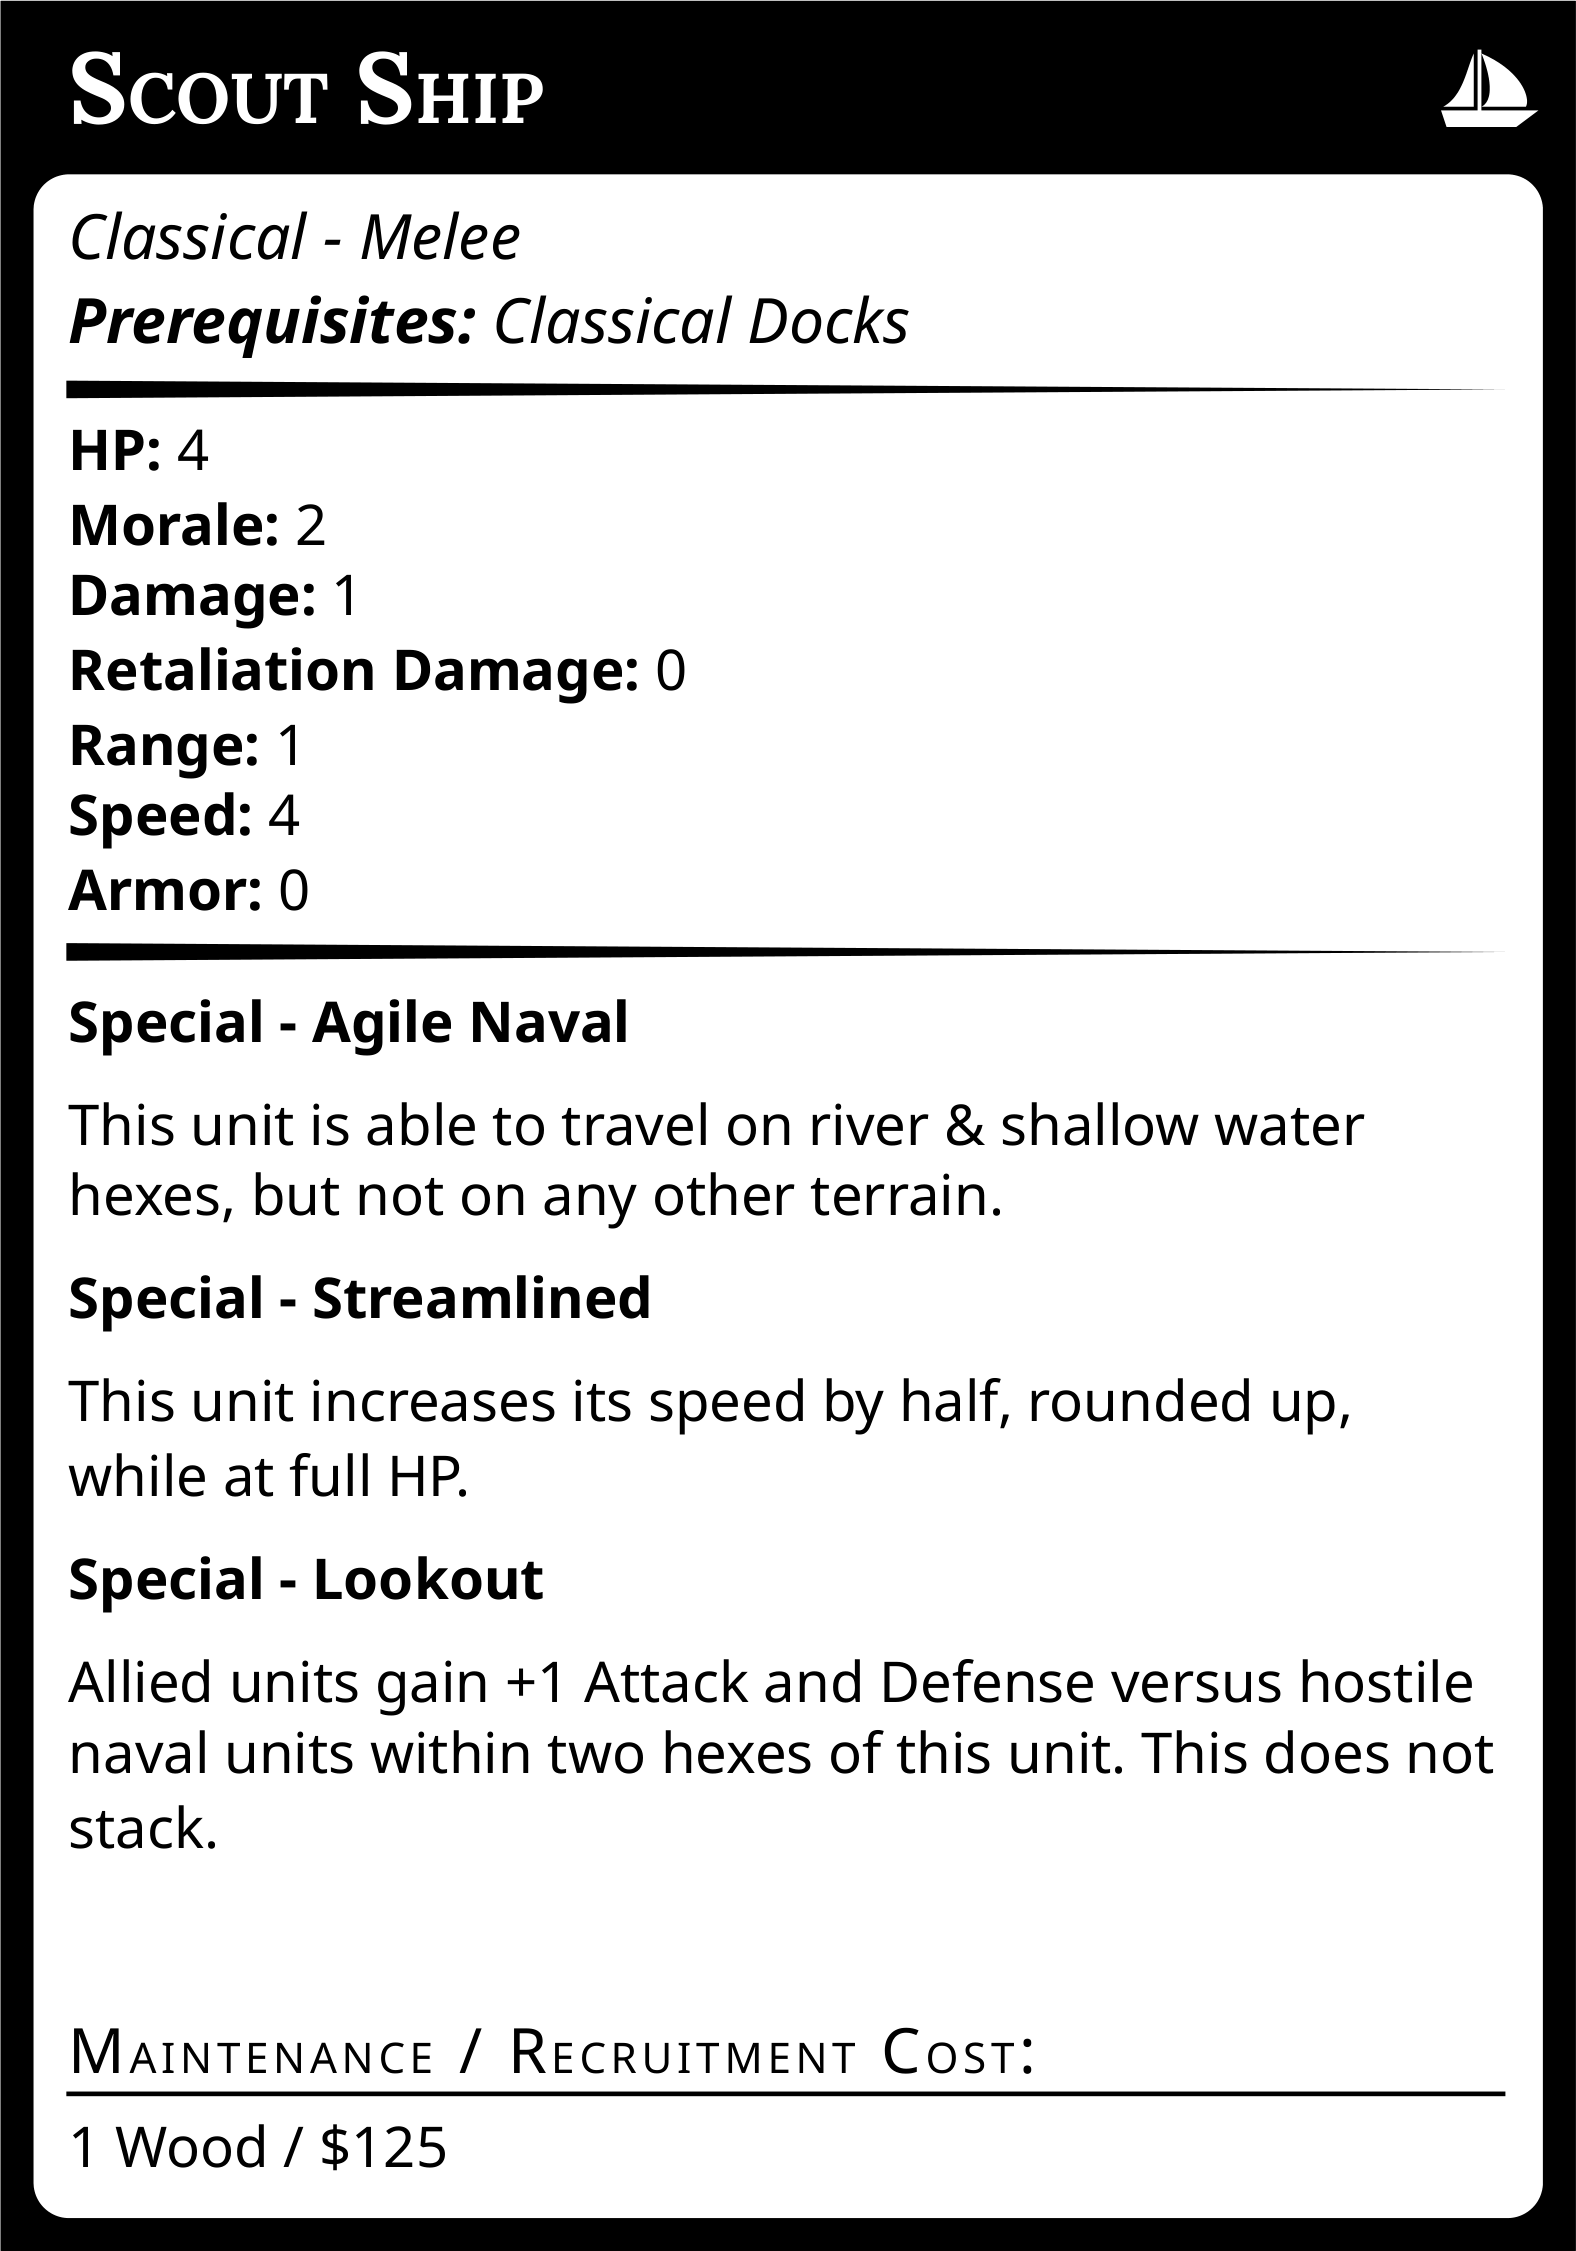 Scout Ship
Classical - Melee
Prerequisites: Classical Docks
HP: 4
Morale: 2
Damage: 1
Retaliation Damage: 0
Range: 1
Speed: 4
Armor: 0
Special - Agile Naval
This unit is able to travel on river & shallow water
hexes, but not on any other terrain.
Special - Streamlined
This unit increases its speed by half, rounded up,
while at full HP.
Special - Lookout
Allied units gain +1 Attack and Defense versus hostile
naval units within two hexes of this unit. This does not
stack.
Maintenance / Recruitment Cost:
1 Wood / $125